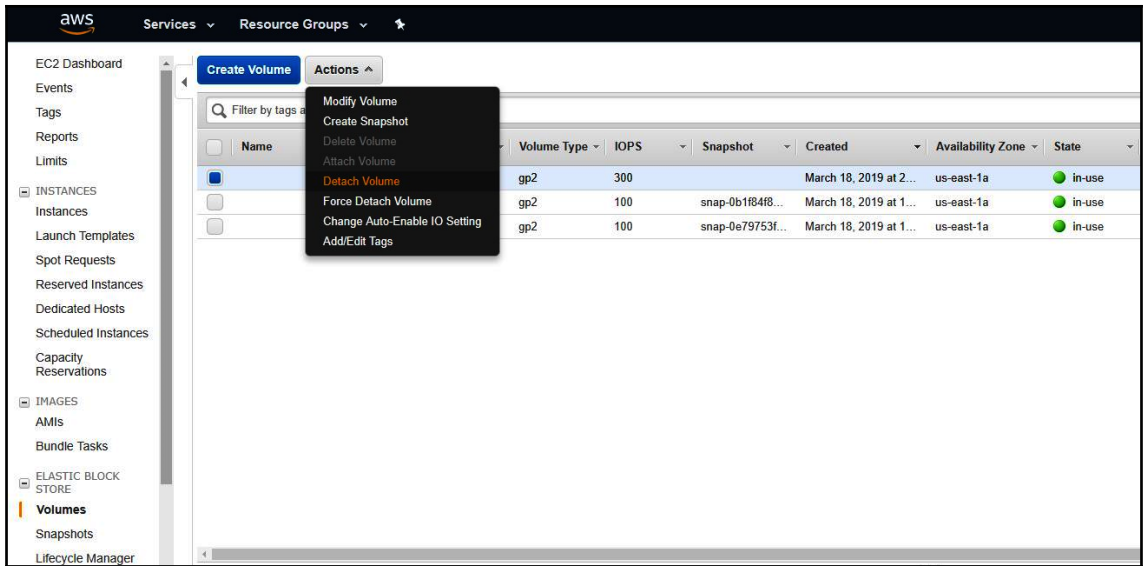 aws Services Resource Groups
EC2 Dashboard
Events
Tags
Reports
Limits
INSTANCES
Instances
Launch Templates
Spot Requests
Reserved Instances
Dedicated Hosts
Scheduled Instances
Capacity
Reservations
IMAGES
AMIs
Bundle Tasks
ELASTIC BLOCK
STORE
Volumes
Snapshots
Lifecycle Manager
Create Volume Actions
Filter by tags a
Modify Volume
Create Snapshot
Delete Volume
Attach Volume
Detach Volume
Force Detach Volume
Change Auto-Enable IO Setting
Add/Edit Tags
Name Volume Type IOPS Snapshot Created Availability Zone State
gp2 300 March 18, 2019 at 2... us-east-1a in-use
gp2 100 snap-0b1f84f8... March 18, 2019 at 1... us-east-1a in-use
gp2 100 snap-0e79753f... March 18, 2019 at 1... us-east-1a in-use